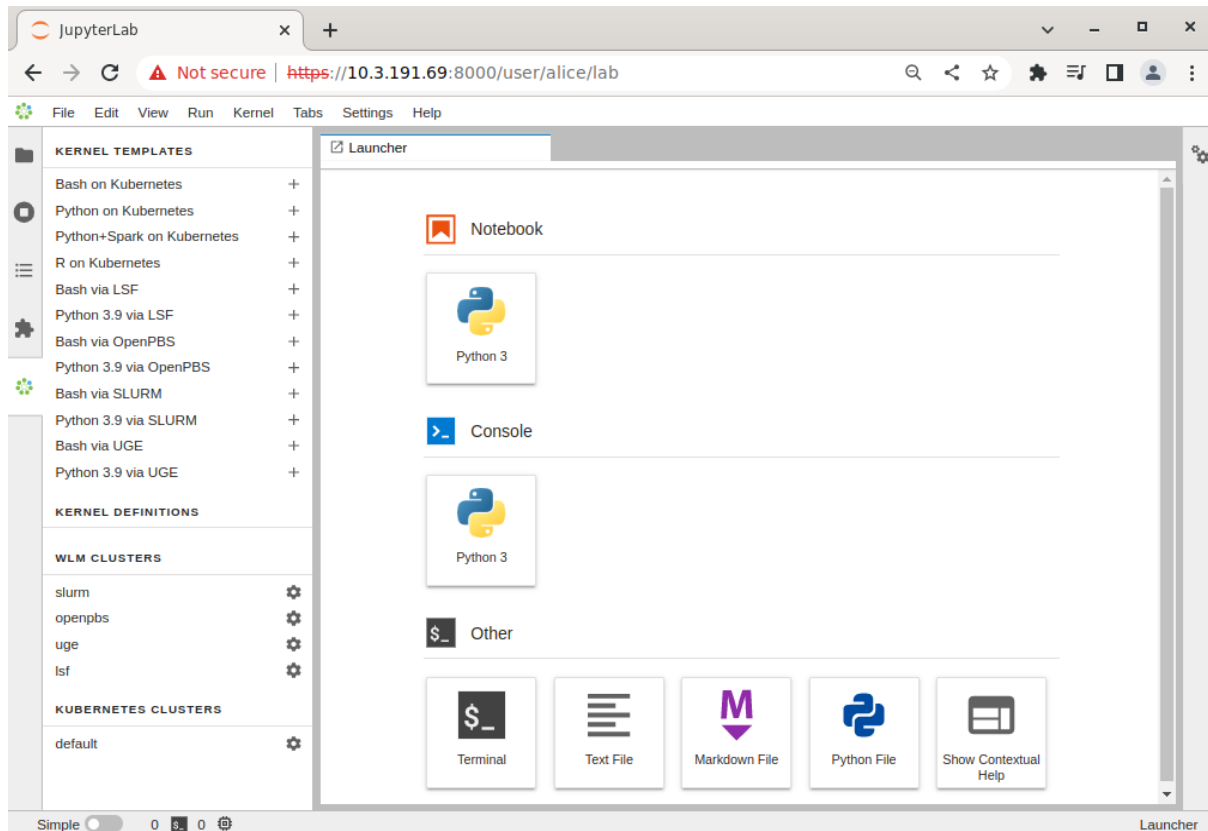 JupyterLab
Not secure https://10.3.191.69:8000/user/alice/lab
File Edit View Run Kernel Tabs Settings Help
KERNEL TEMPLATES
Bash on Kubernetes
Python on Kubernetes
Python+Spark on Kubernetes
R on Kubernetes
Bash via LSF
Python 3.9 via LSF
Bash via OpenPBS
Python 3.9 via OpenPBS
Bash via SLURM
Python 3.9 via SLURM
Bash via UGE
Python 3.9 via UGE
KERNEL DEFINITIONS
WLM CLUSTERS
slurm
openpbs
uge
lsf
KUBERNETES CLUSTERS
default
Launcher
Notebook
Python 3
Console
Python 3
$_ Other
$_
Terminal
Text File
M
Markdown File
Python File
Show Contextual
Help
Simple 0 $_ 0
Launcher